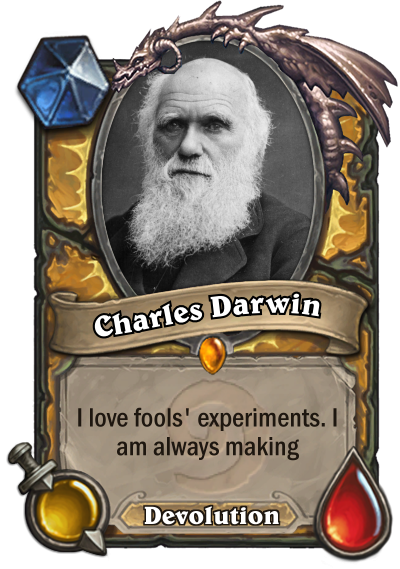 Charles Darwin
I love fools' experiments. I
am always making
Devolution